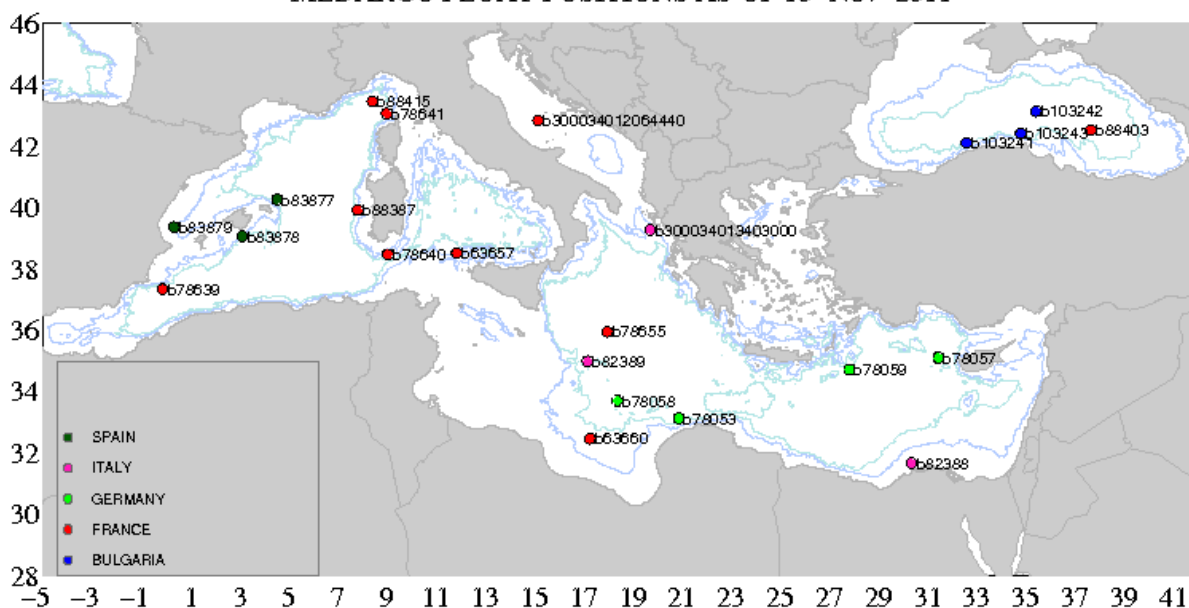 46
b88415
44
b78641
b103242
b300034012064440
b103243
b88403
42
b103241
b83877
40
b88387
b83879
b83878
b300034013403000
b78640
b63657
38
b78639
36
b78655
b82389
b78057
b78059
34
b78058
b78053
SPAIN
b63660
32
ITALY
b82388
GERMANY
30
FRANCE
BULGARIA
28
−5 −3 −1 1 3 5 7 9 11 13 15 17 19 21 23 25 27 29 31 33 35 37 39 41